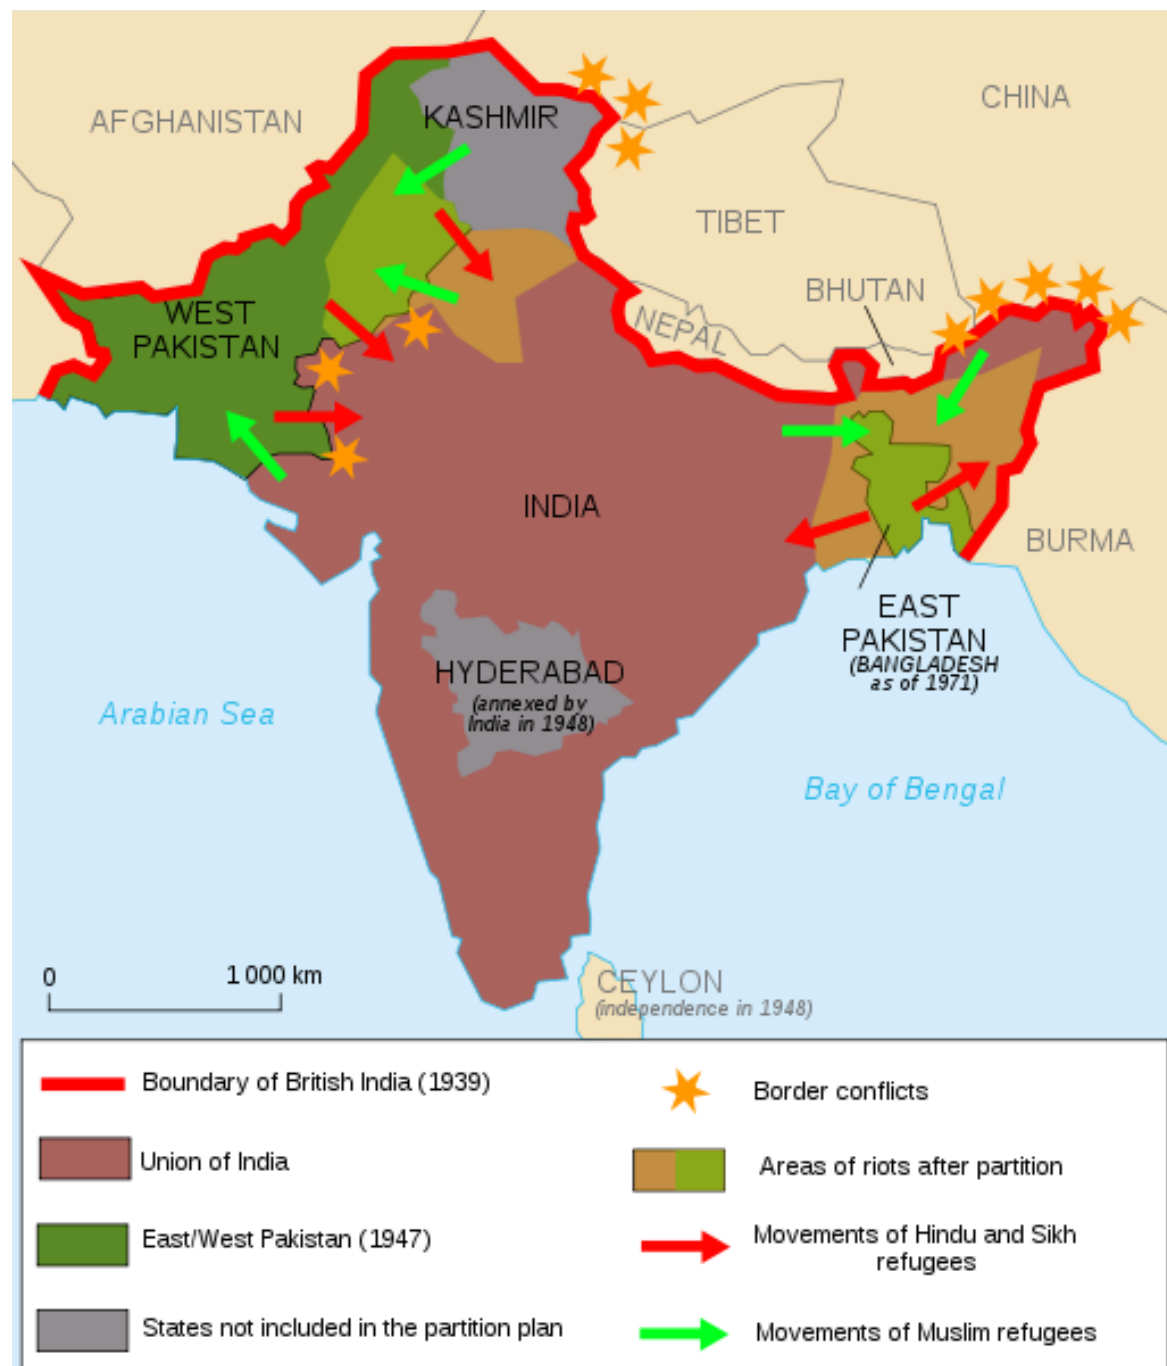 AFGHANISTAN
KASHMIR
CHINA
TIBET
BHUTAN
NEPAL
WEST
PAKISTAN
INDIA
BURMA
EAST
PAKISTAN
(BANGLADESH
as of 1971)
HYDERABAD
(annexed by
India in 1948)
Arabian Sea
Bay of Bengal
0 1 000 km
CEYLON
(independence in 1948)
Boundary of British India (1939)
Union of India
East/West Pakistan (1947)
States not included in the partition plan
Border conflicts
Areas of riots after partition
Movements of Hindu and Sikh
refugees
Movements of Muslim refugees